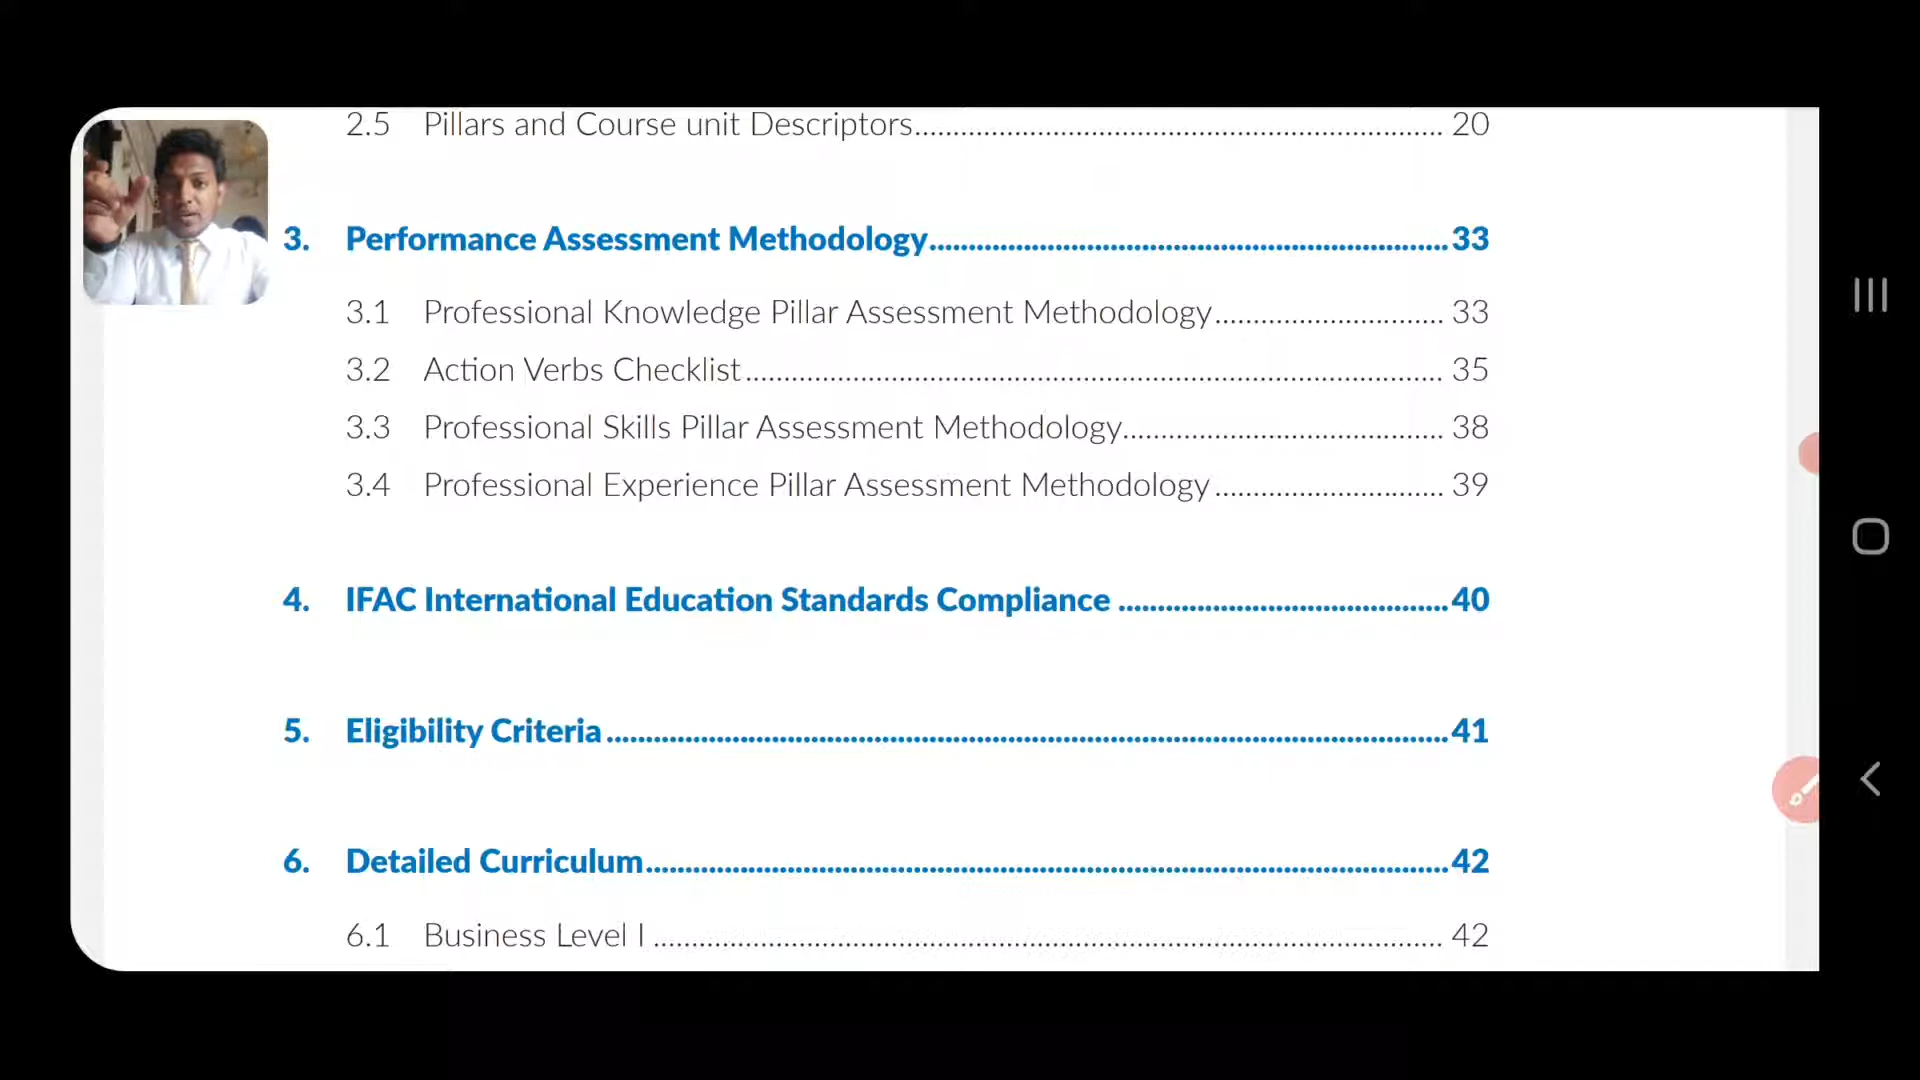 2.5 Pillars and Course unit Descriptors.......... 20
3. Performance Assessment Methodology.......... 33
3.1 Professional Knowledge Pillar Assessment Methodology.......... 33
3.2 Action Verbs Checklist.......... 35
3.3 Professional Skills Pillar Assessment Methodology.......... 38
3.4 Professional Experience Pillar Assessment Methodology.......... 39
4. IFAC International Education Standards Compliance.......... 40
5. Eligibility Criteria.......... 41
6. Detailed Curriculum.......... 42
6.1 Business Level I.......... 42